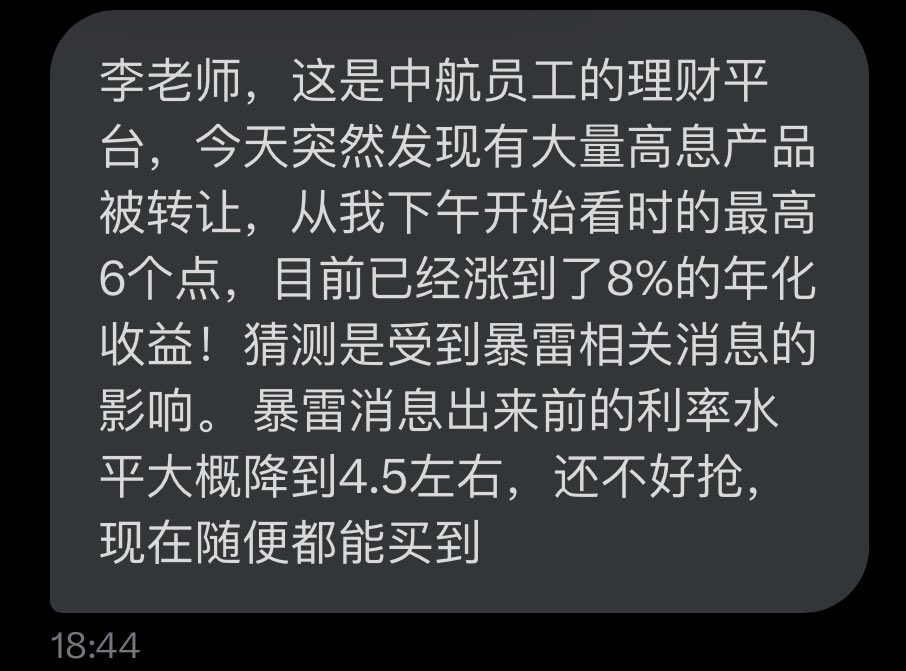 李老师，这是中航员工的理财平
台，今天突然发现有大量高息产品
被转让，从我下午开始看时的最高
6个点，目前已经涨到了8%的年化
收益！猜测是受到暴雷相关消息的
影响。 暴雷消息出来前的利率水
平大概降到4.5左右，还不好抢，
现在随便都能买到
18:44